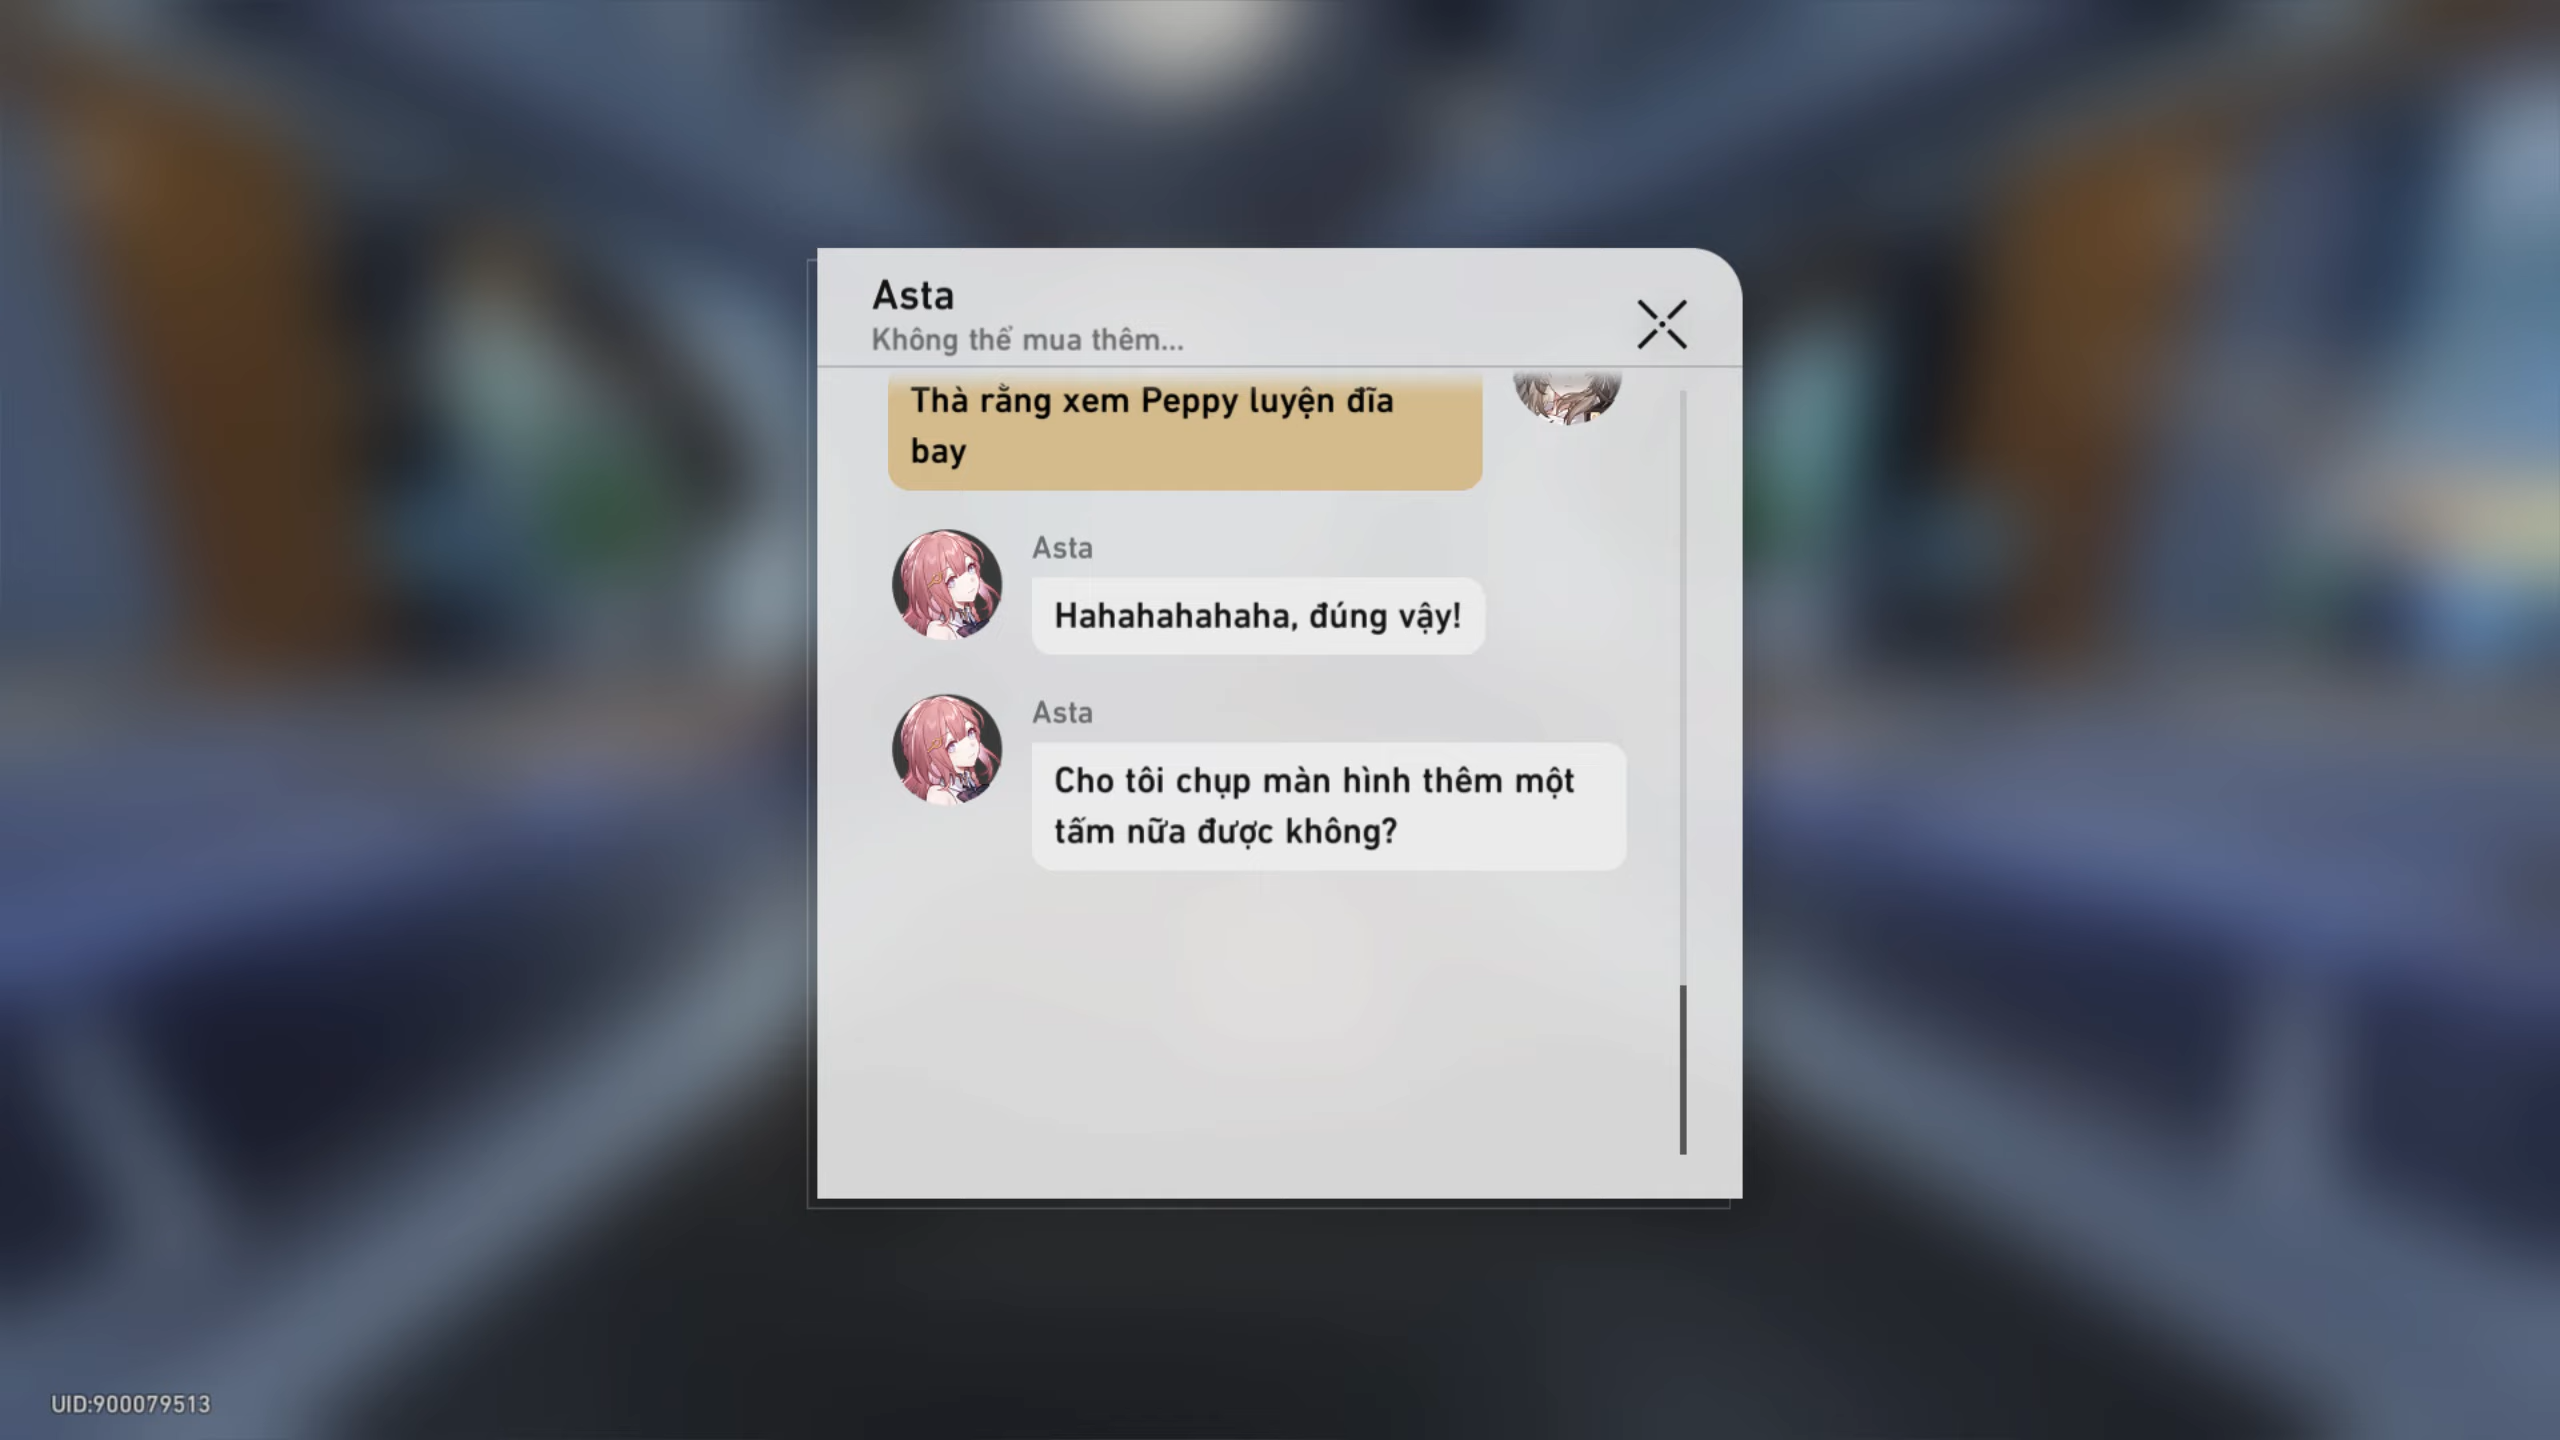 Asta
Không thể mua thêm...
Thà rằng xem Peppy luyện đĩa
bay
Asta
Hahahahahaha, đúng vậy!
Asta
Cho tôi chụp màn hình thêm một
tấm nữa được không?
UID:900079513